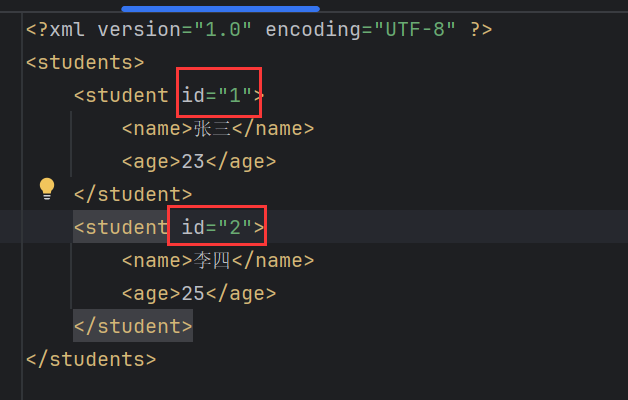 <?xml version="1.0" encoding="UTF-8" ?>
<students>
    <student id="1">
        <name>张三</name>
        <age>23</age>
    </student>
    <student id="2">
        <name>李四</name>
        <age>25</age>
    </student>
</students>